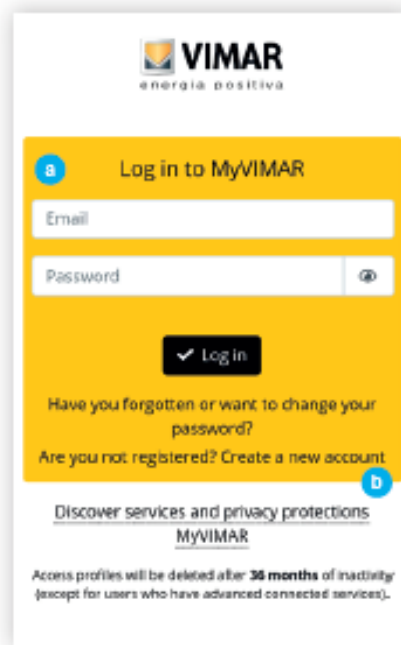 VIMAR
energia positiva
a
Log in to MyVIMAR
Email
Password
Log in
Have you forgotten or want to change your
password?
Are you not registered? Create a new account
b
Discover services and privacy protections
MyVIMAR
Access profiles will be deleted after 36 months of inactivity
(except for users who have advanced connected services).